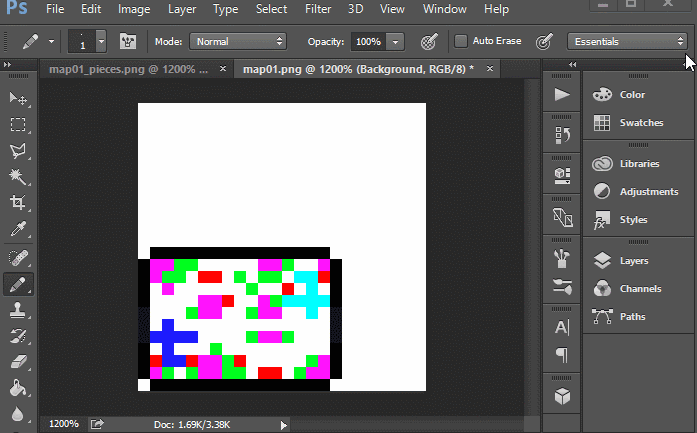 Ps File Edit Image Layer Type Select Filter 3D View Window Help
1 Mode: Normal Opacity: 100% Auto Erase Essentials
map01_pieces.png @ 1200% ... × map01.png @ 1200% (Background, RGB/8) * ×
Color
Swatches
Libraries
Adjustments
Styles
Layers
Channels
Paths
1200% Doc: 1.69K/3.38K